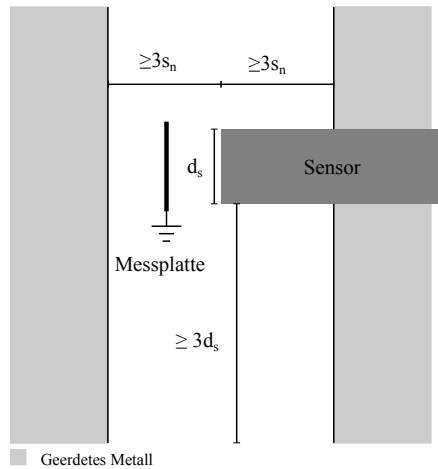 ≥3sₙ ≥3sₙ
dₛ
Sensor
Messplatte
≥ 3dₛ
Geerdetes Metall